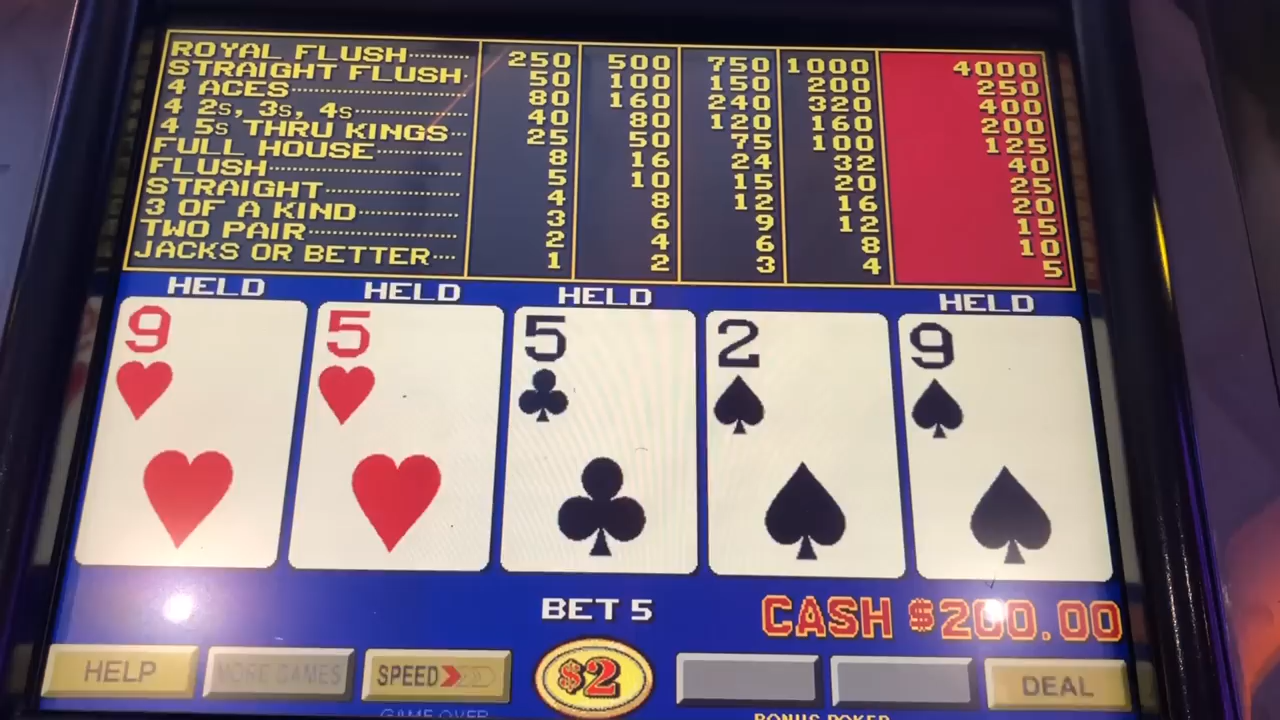 ROYAL FLUSH 250 500 750 1000 4000
STRAIGHT FLUSH 50 100 150 200 250
4 ACES 80 160 240 320 400
4 2s, 3s, 4s 40 80 120 160 200
4 5s THRU KINGS 25 50 75 100 125
FULL HOUSE 8 16 24 32 40
FLUSH 5 10 15 20 25
STRAIGHT 4 8 12 16 20
3 OF A KIND 3 6 9 12 15
TWO PAIR 2 4 6 8 10
JACKS OR BETTER 1 2 3 4 5
HELD HELD HELD HELD
9 5 5 2 9
BET 5 CASH $200.00
HELP MORE GAMES SPEED $2 DEAL
GAME OVER BONUS POKER